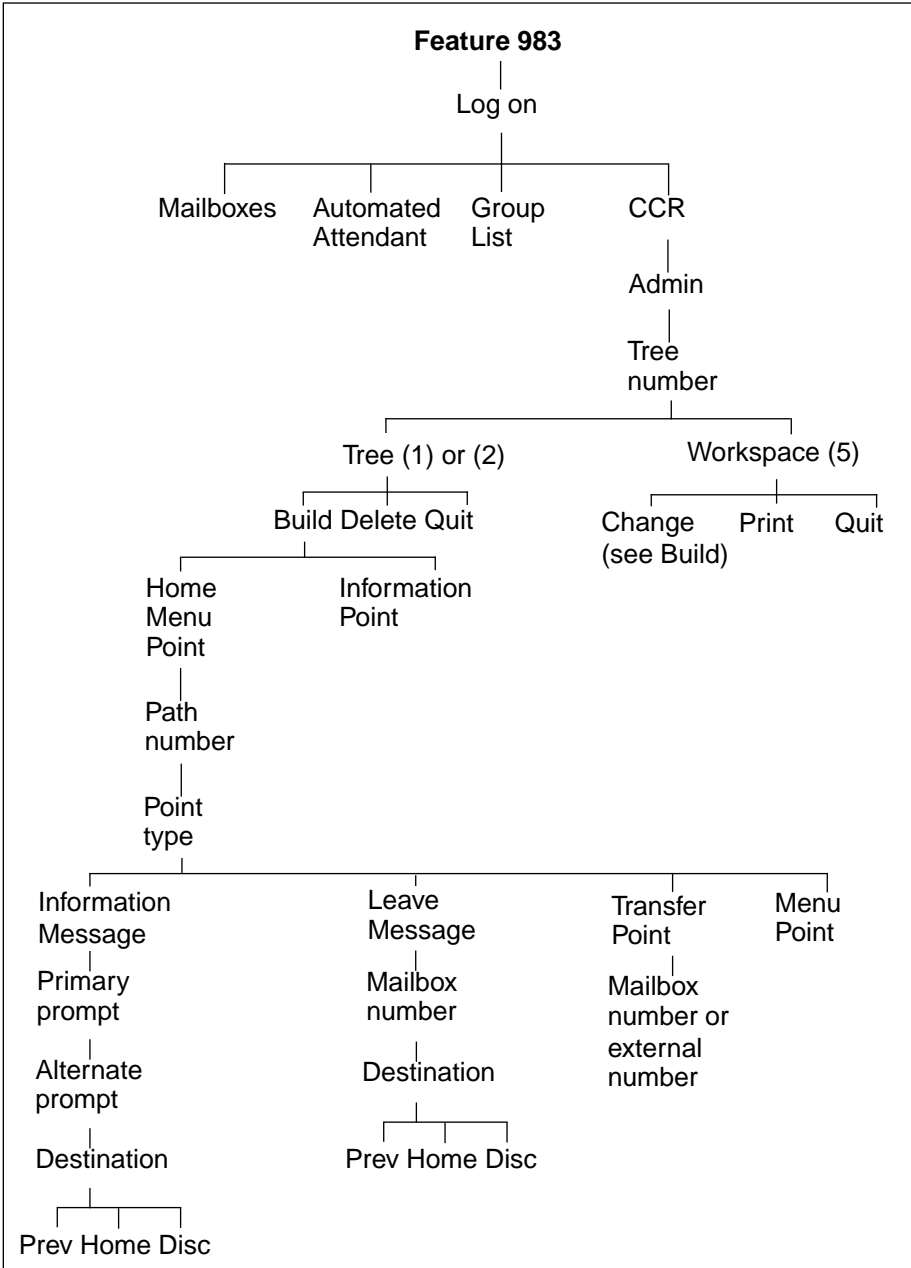 Feature 983
Log on
Mailboxes
Automated
Attendant
Group
List
CCR
Admin
Tree
number
Tree (1) or (2)
Workspace (5)
Build Delete Quit
Change
(see Build)
Print
Quit
Home
Menu
Point
Information
Point
Path
number
Point
type
Information
Message
Leave
Message
Transfer
Point
Menu
Point
Primary
prompt
Mailbox
number
Mailbox
number or
external
number
Alternate
prompt
Destination
Destination
Prev Home Disc
Prev Home Disc